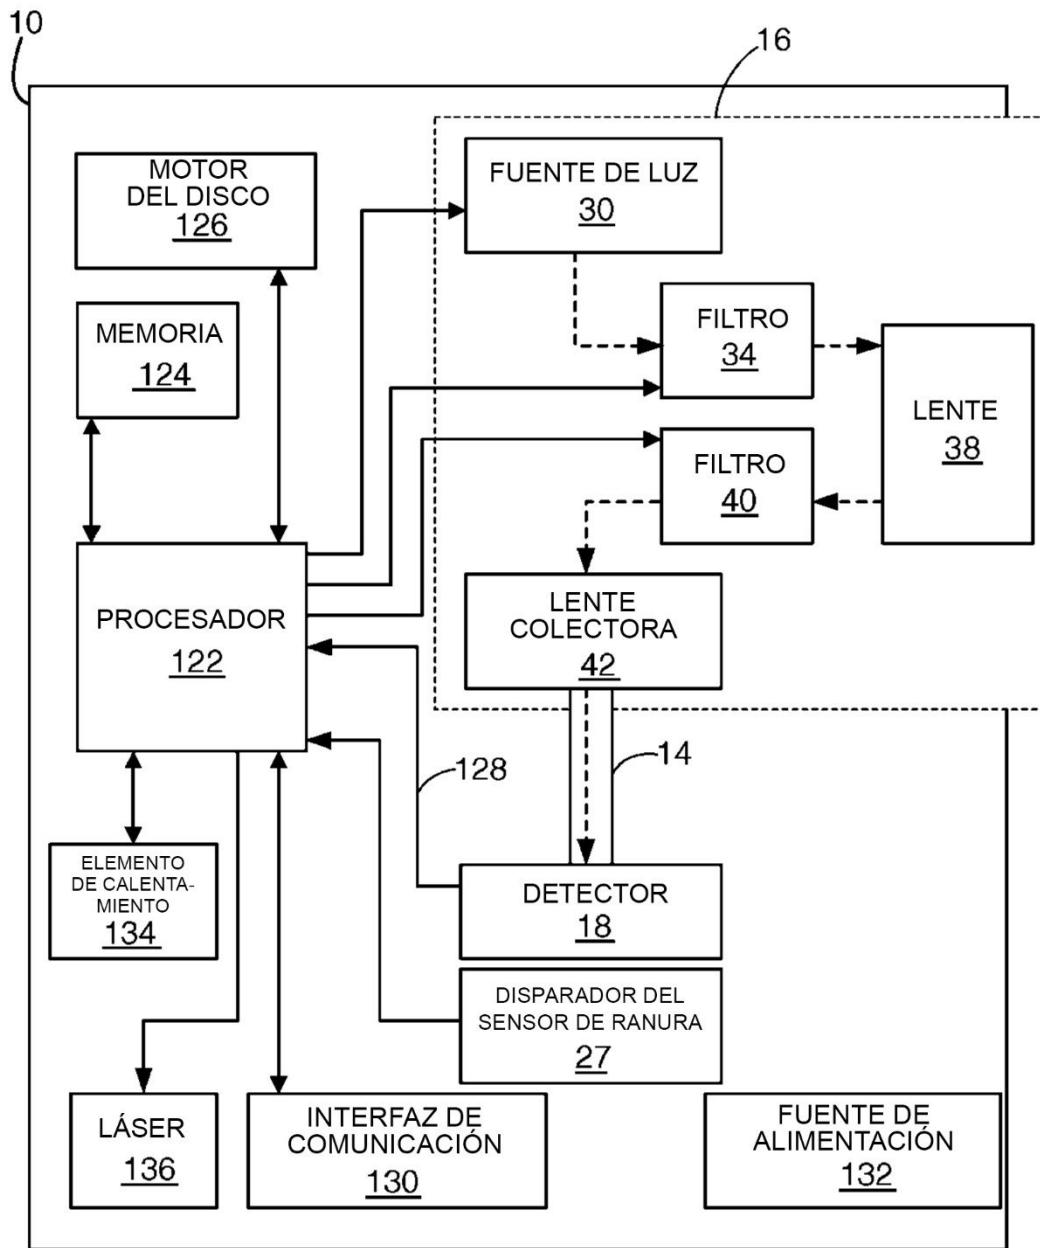 10
16
MOTOR
DEL DISCO
126
FUENTE DE LUZ
30
MEMORIA
124
FILTRO
34
LENTE
38
FILTRO
40
PROCESADOR
122
LENTE
COLECTORA
42
128
14
ELEMENTO
DE CALENTA-
MIENTO
134
DETECTOR
18
DISPARADOR DEL
SENSOR DE RANURA
27
LÁSER
136
INTERFAZ DE
COMUNICACIÓN
130
FUENTE DE
ALIMENTACIÓN
132